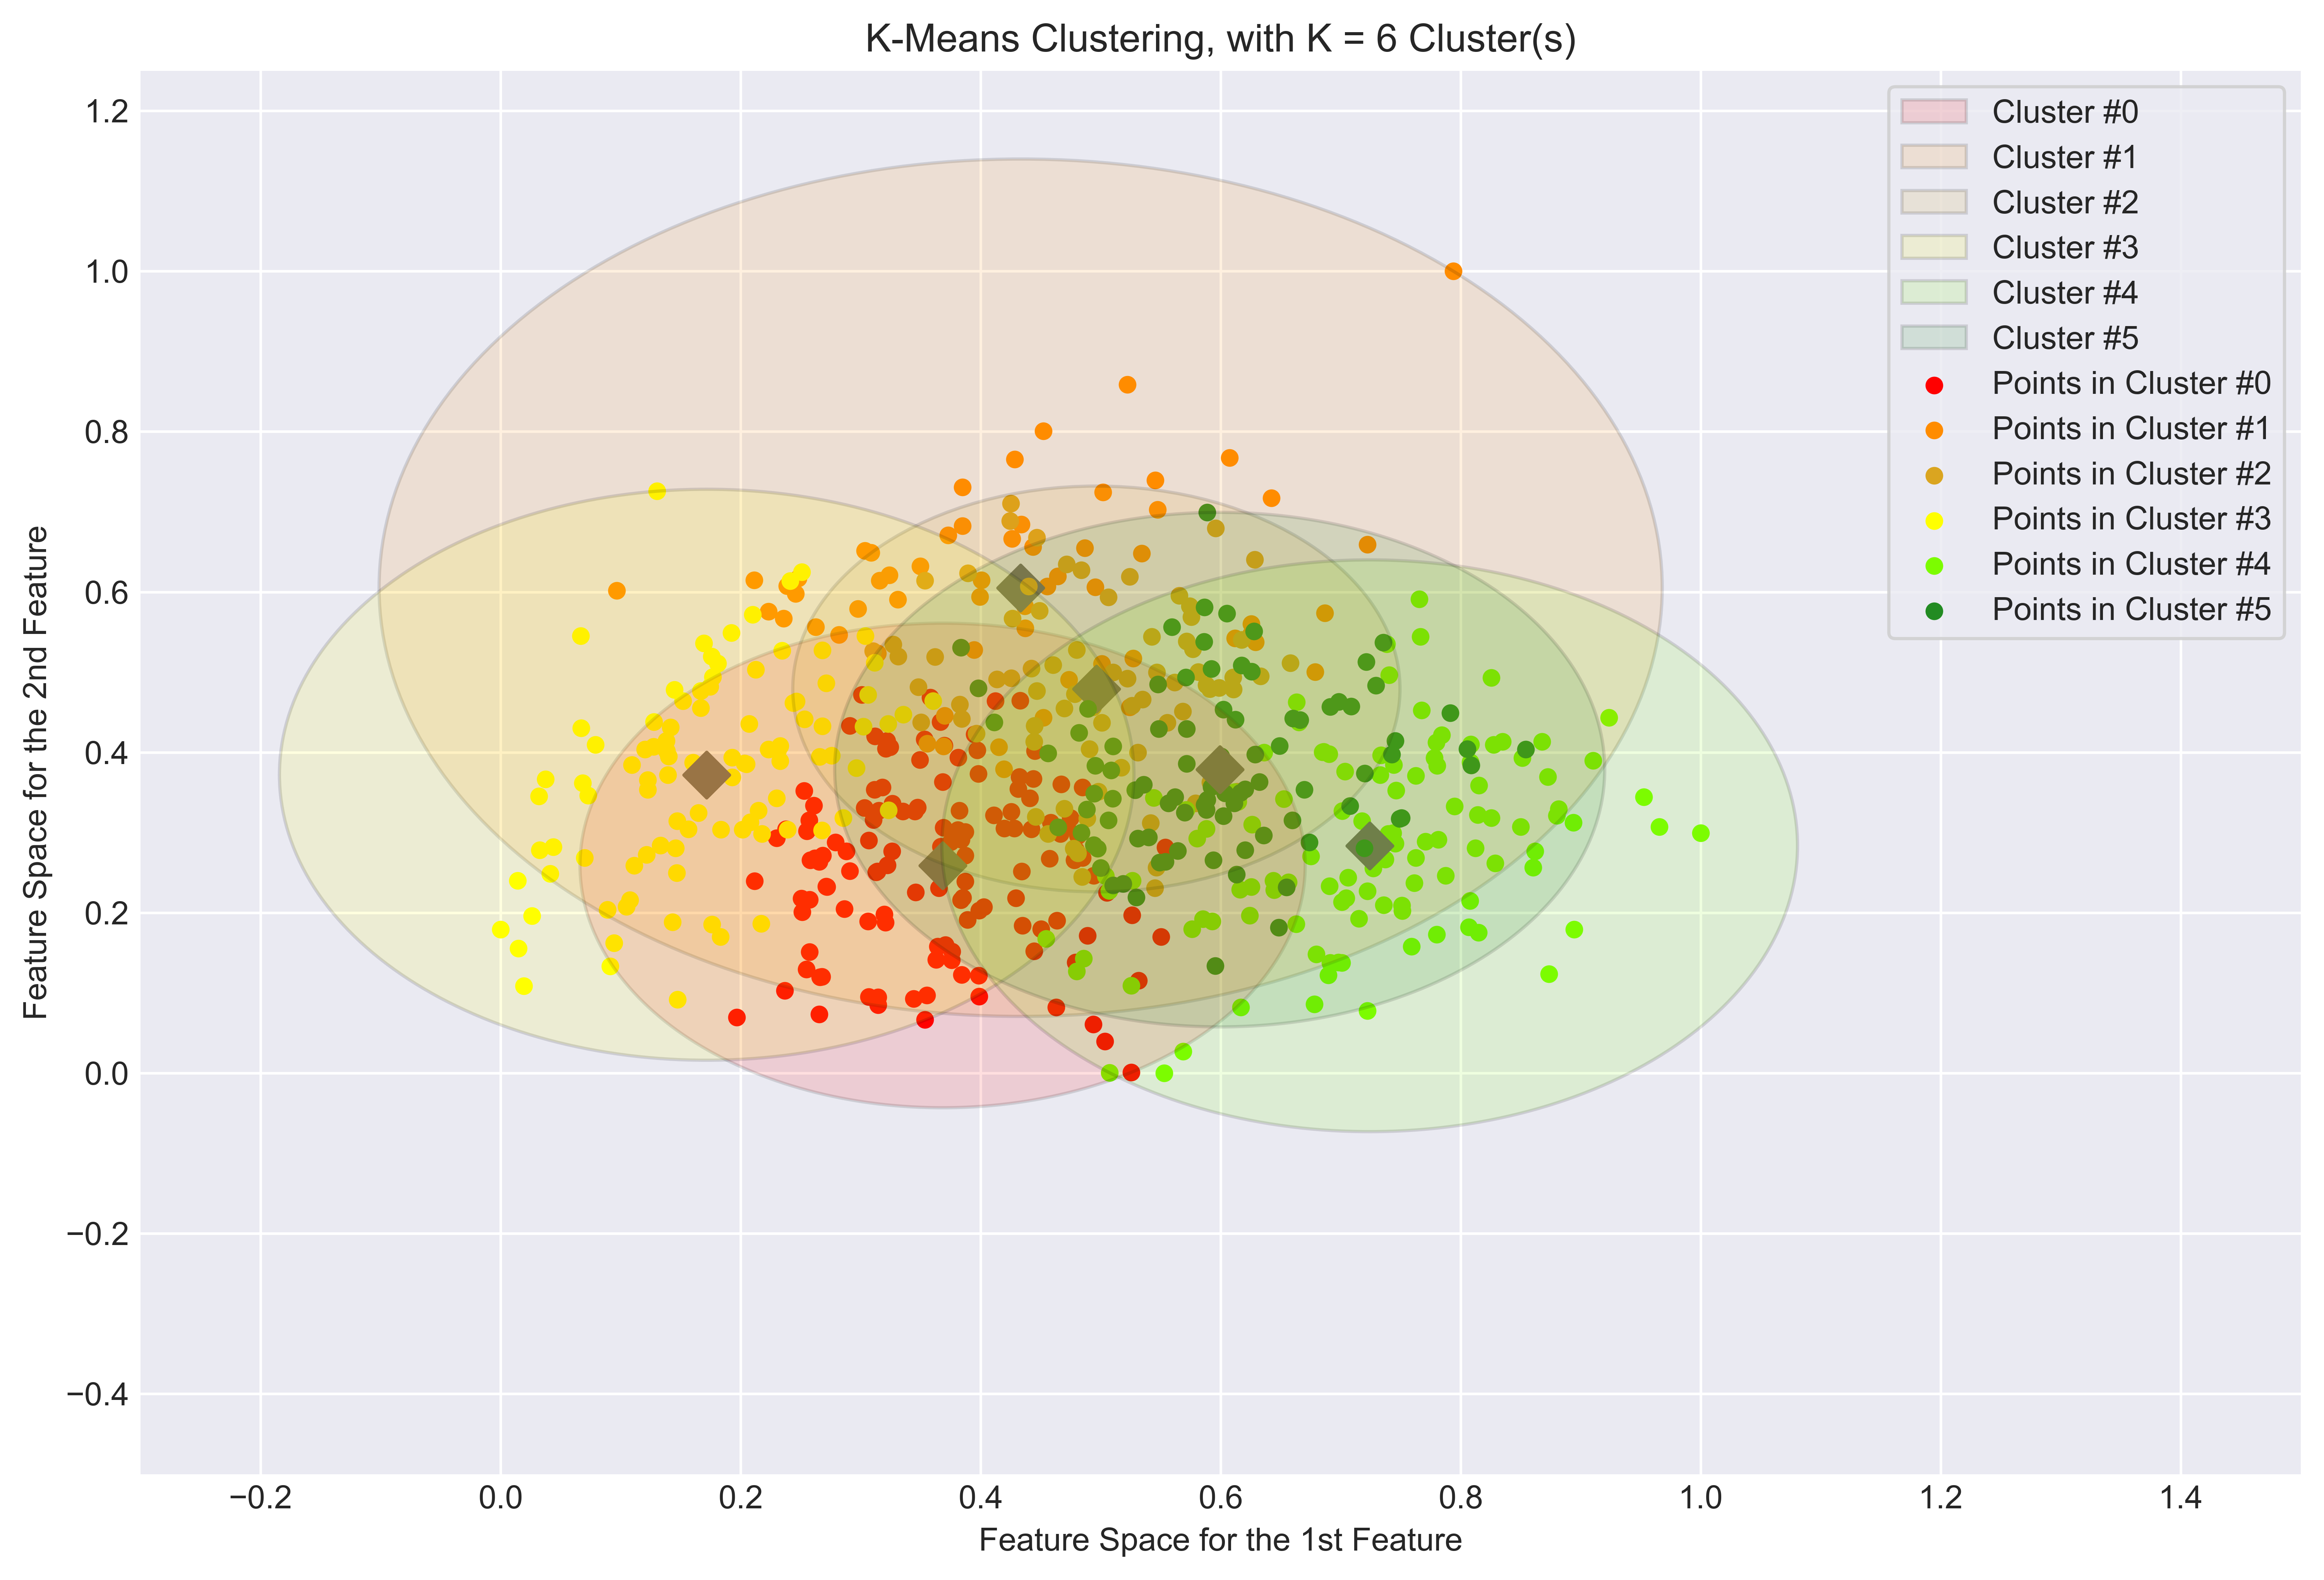 K-Means Clustering, with K = 6 Cluster(s)
1.2
1.0
0.8
0.6
0.4
0.2
0.0
−0.2
−0.4
Feature Space for the 2nd Feature
−0.2
0.0
0.2
0.4
0.6
0.8
1.0
1.2
1.4
Feature Space for the 1st Feature
Cluster #0
Cluster #1
Cluster #2
Cluster #3
Cluster #4
Cluster #5
Points in Cluster #0
Points in Cluster #1
Points in Cluster #2
Points in Cluster #3
Points in Cluster #4
Points in Cluster #5